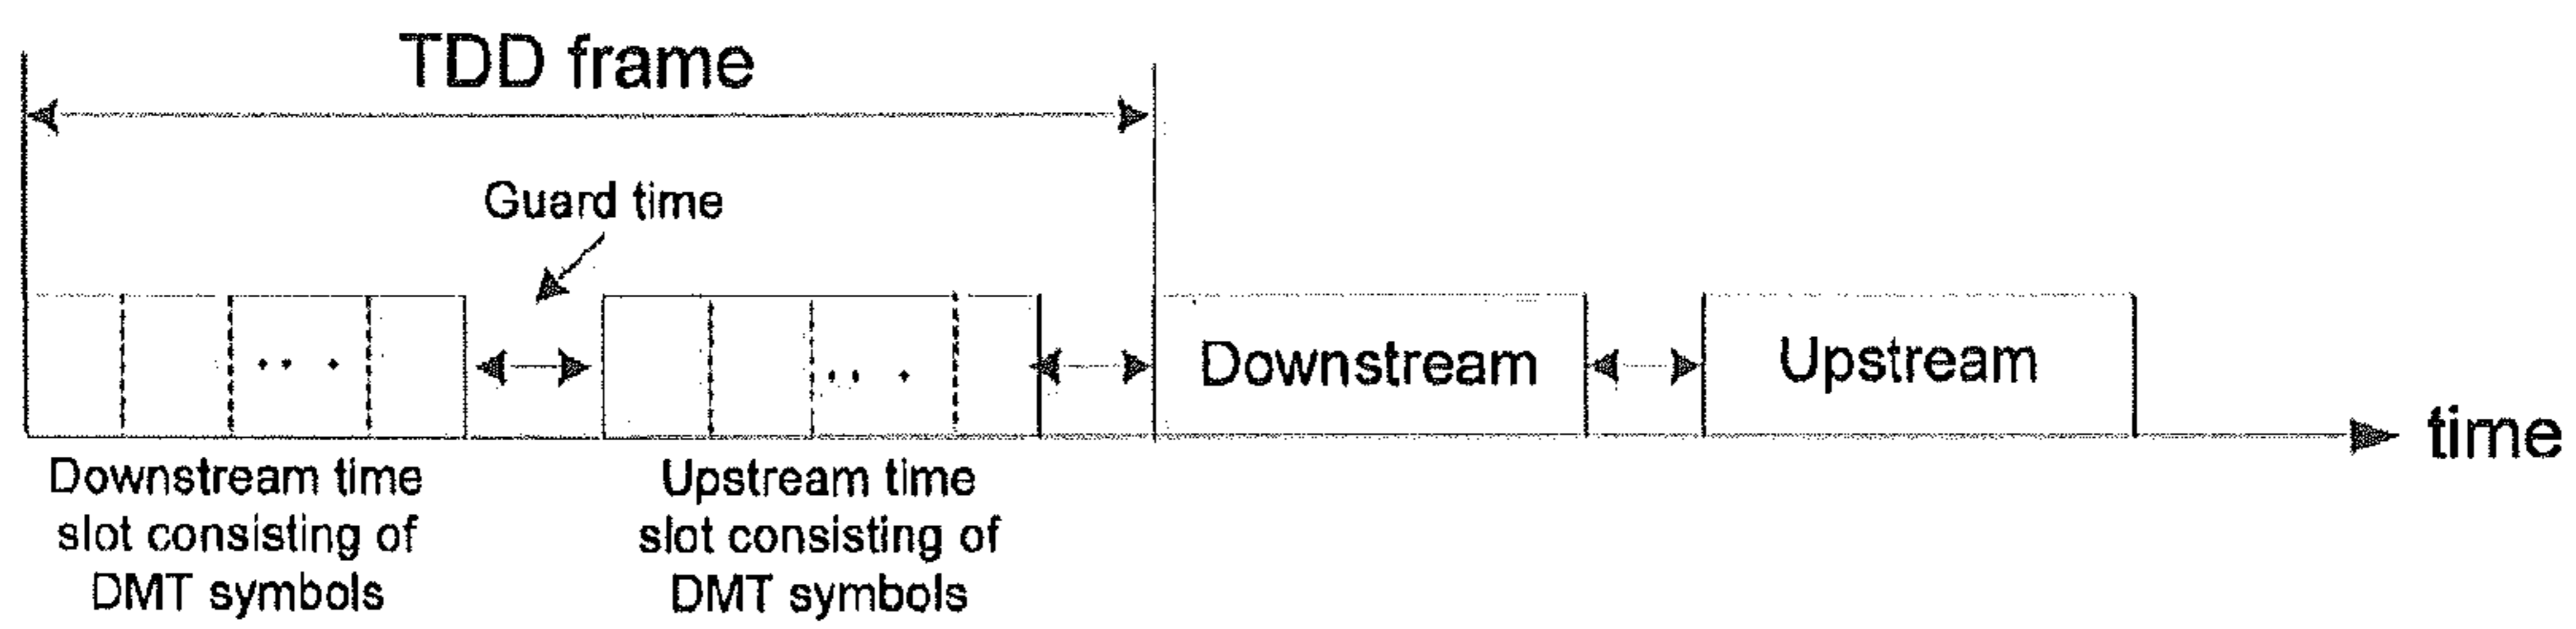 TDD frame
Guard time
Downstream
Upstream
time
Downstream time
slot consisting of
DMT symbols
Upstream time
slot consisting of
DMT symbols